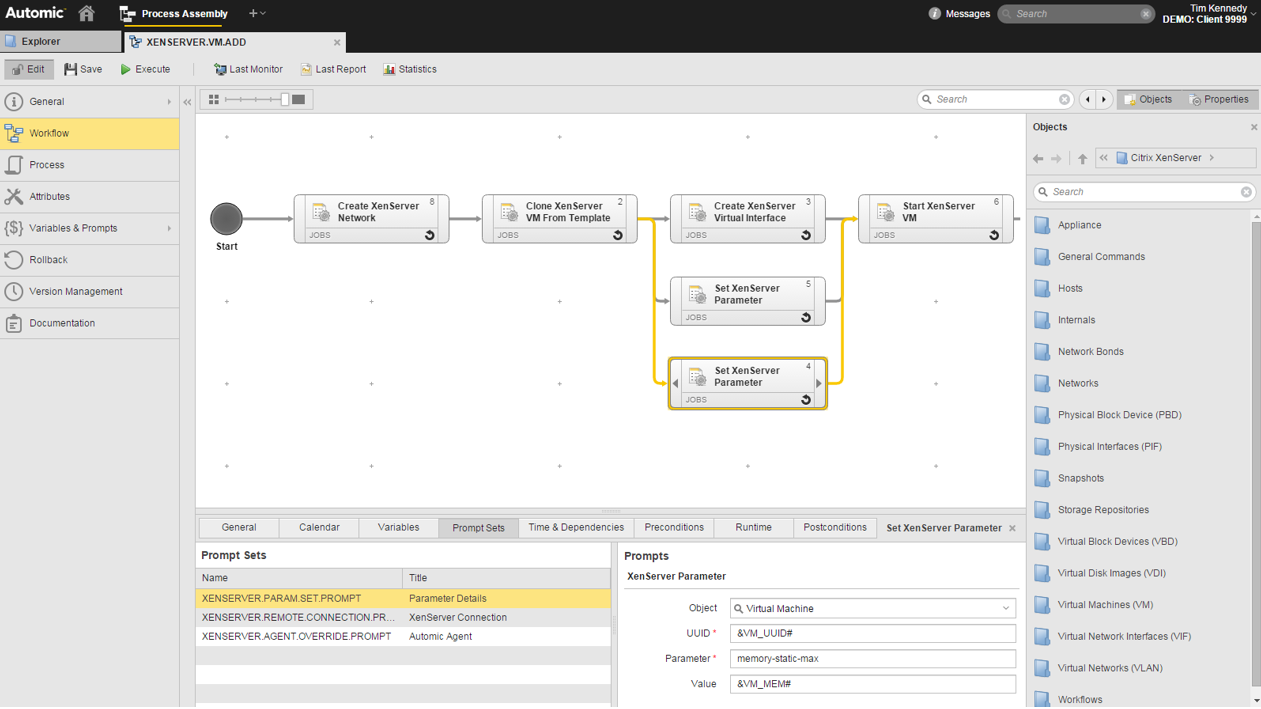 Automic
Process Assembly
Messages
Search
Tim Kennedy
DEMO: Client 9999
Explorer
XENSERVER.VM.ADD
Edit
Save
Execute
Last Monitor
Last Report
Statistics
General
Workflow
Process
Attributes
Variables & Prompts
Rollback
Version Management
Documentation
Search
Objects
Properties
Start
Create XenServer
Network
8
JOBS
Clone XenServer
VM From Template
2
JOBS
Create XenServer
Virtual Interface
3
JOBS
Start XenServer
VM
6
JOBS
Set XenServer
Parameter
5
JOBS
Set XenServer
Parameter
4
JOBS
General
Calendar
Variables
Prompt Sets
Time & Dependencies
Preconditions
Runtime
Postconditions
Set XenServer Parameter
Prompt Sets
Name
Title
XENSERVER.PARAM.SET.PROMPT
Parameter Details
XENSERVER.REMOTE.CONNECTION.PR...
XenServer Connection
XENSERVER.AGENT.OVERRIDE.PROMPT
Automic Agent
Prompts
XenServer Parameter
Object
Virtual Machine
UUID *
&VM_UUID#
Parameter *
memory-static-max
Value
&VM_MEM#
Objects
Citrix XenServer
Search
Appliance
General Commands
Hosts
Internals
Network Bonds
Networks
Physical Block Device (PBD)
Physical Interfaces (PIF)
Snapshots
Storage Repositories
Virtual Block Devices (VBD)
Virtual Disk Images (VDI)
Virtual Machines (VM)
Virtual Network Interfaces (VIF)
Virtual Networks (VLAN)
Workflows